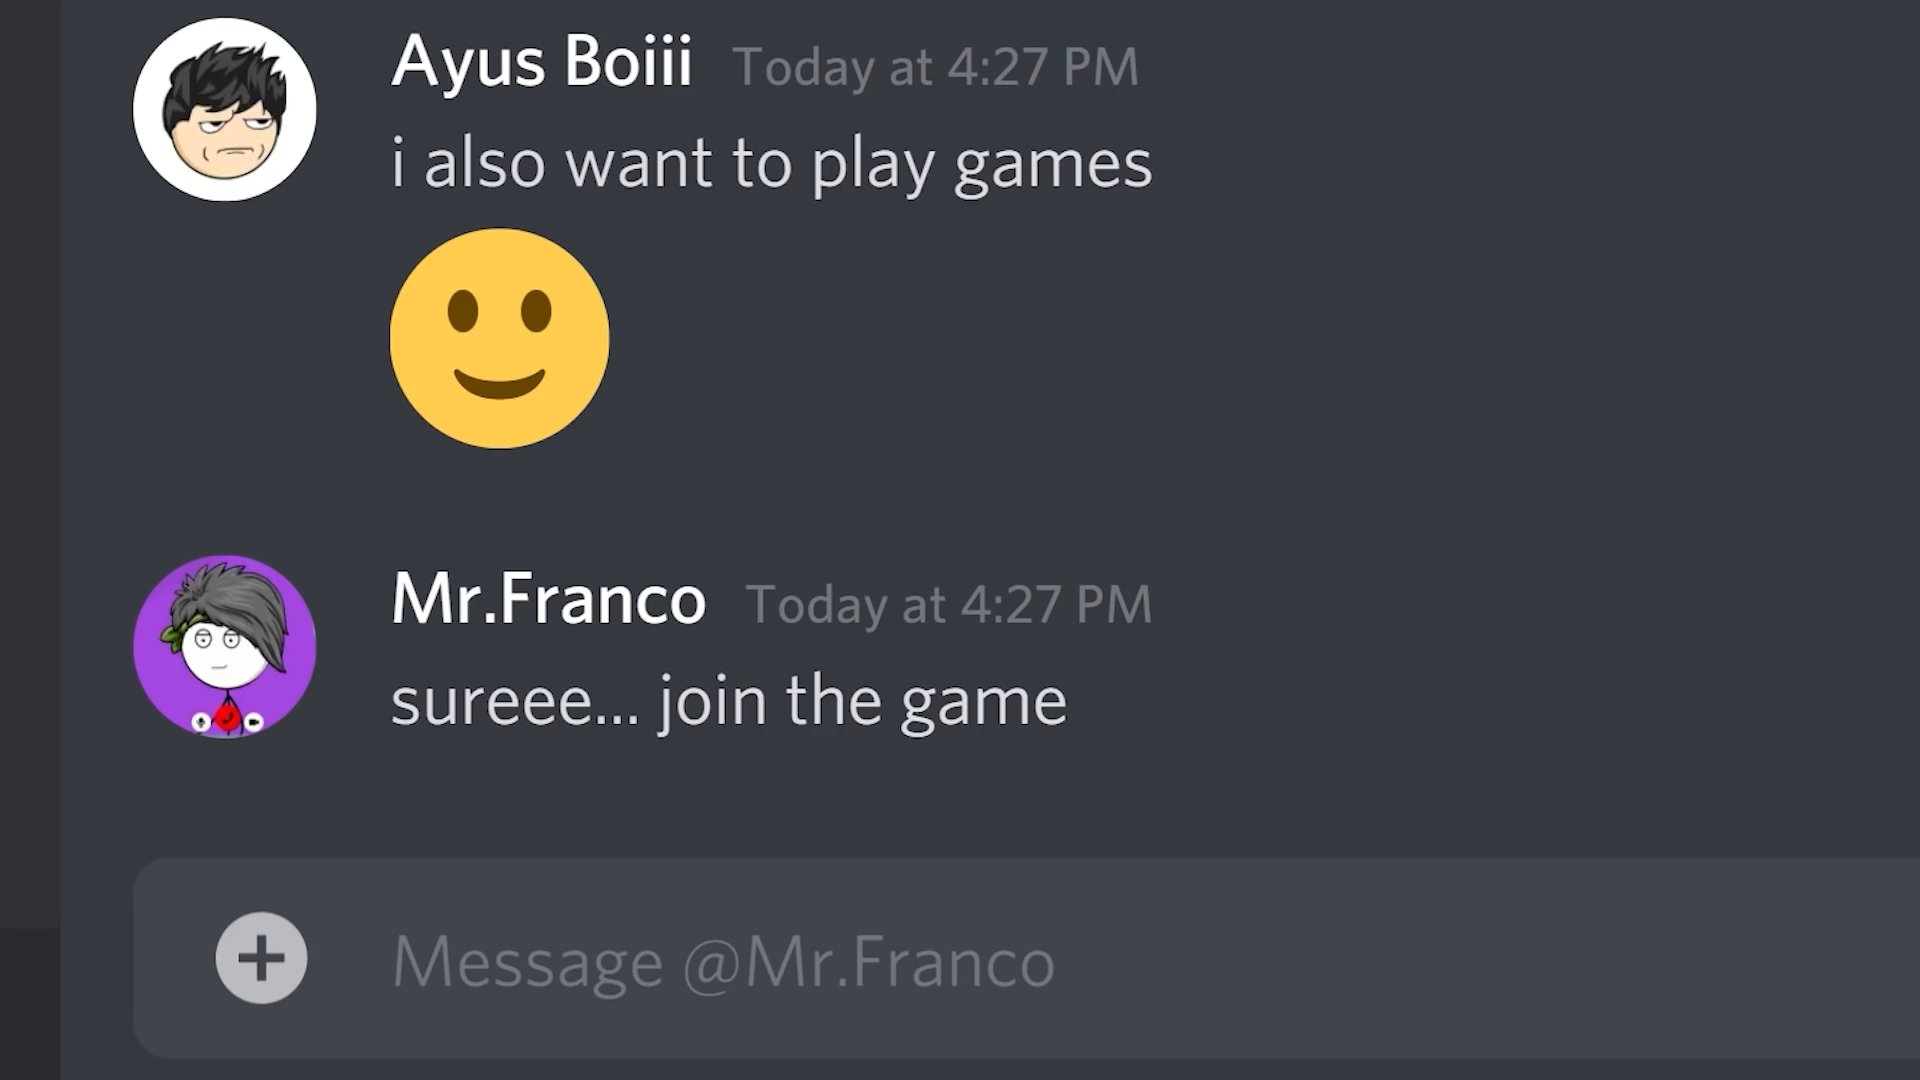 Ayus Boiii Today at 4:27 PM
i also want to play games
🙂
Mr.Franco Today at 4:27 PM
sureee... join the game
Message @Mr.Franco